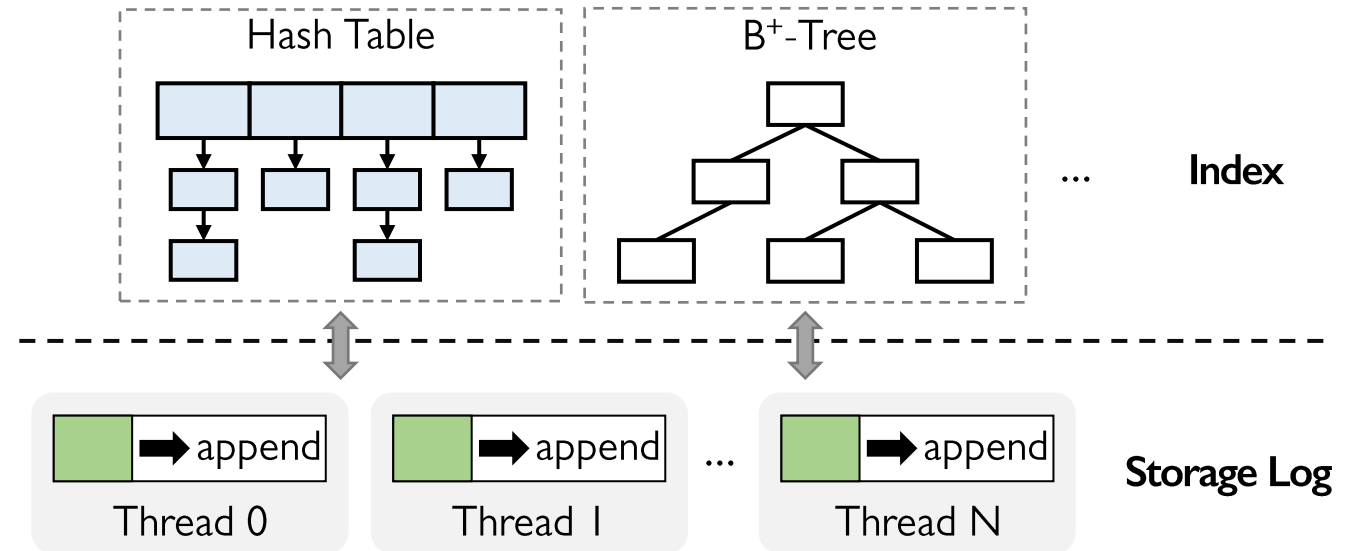 Hash Table
B⁺-Tree
... Index
append
append
...
append
Thread 0
Thread 1
Thread N
Storage Log